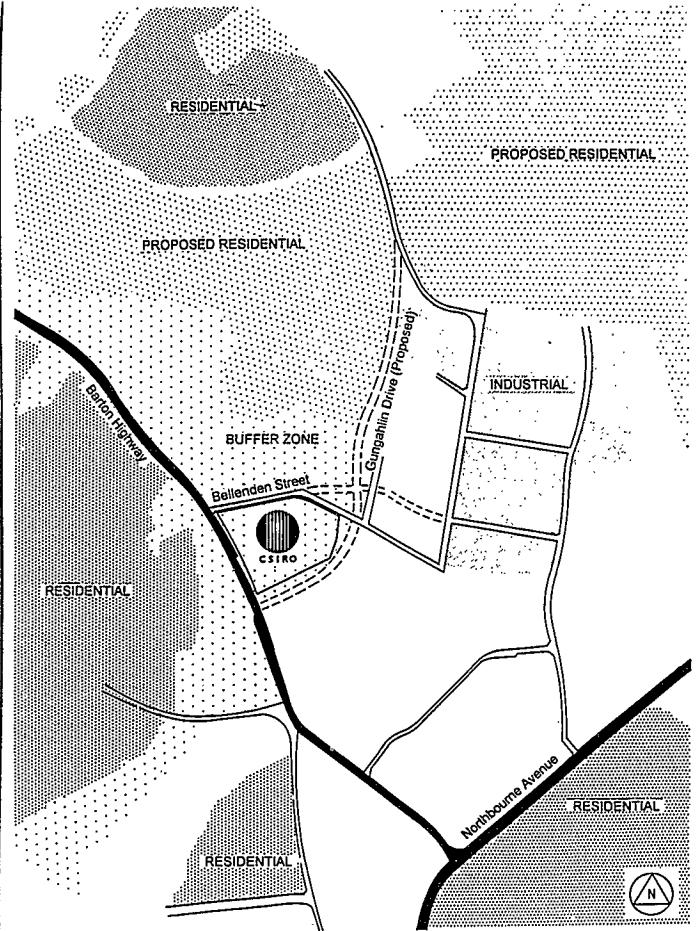 RESIDENTIAL
PROPOSED RESIDENTIAL
PROPOSED RESIDENTIAL
Gungahlin Drive (Proposed)
INDUSTRIAL
Barton Highway
BUFFER ZONE
Bellenden Street
CSIRO
RESIDENTIAL
Northbourne Avenue
RESIDENTIAL
RESIDENTIAL
N